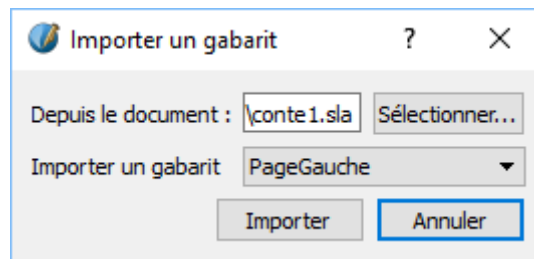 Importer un gabarit ? ×
Depuis le document : \conte1.sla Sélectionner...
Importer un gabarit PageGauche
Importer Annuler